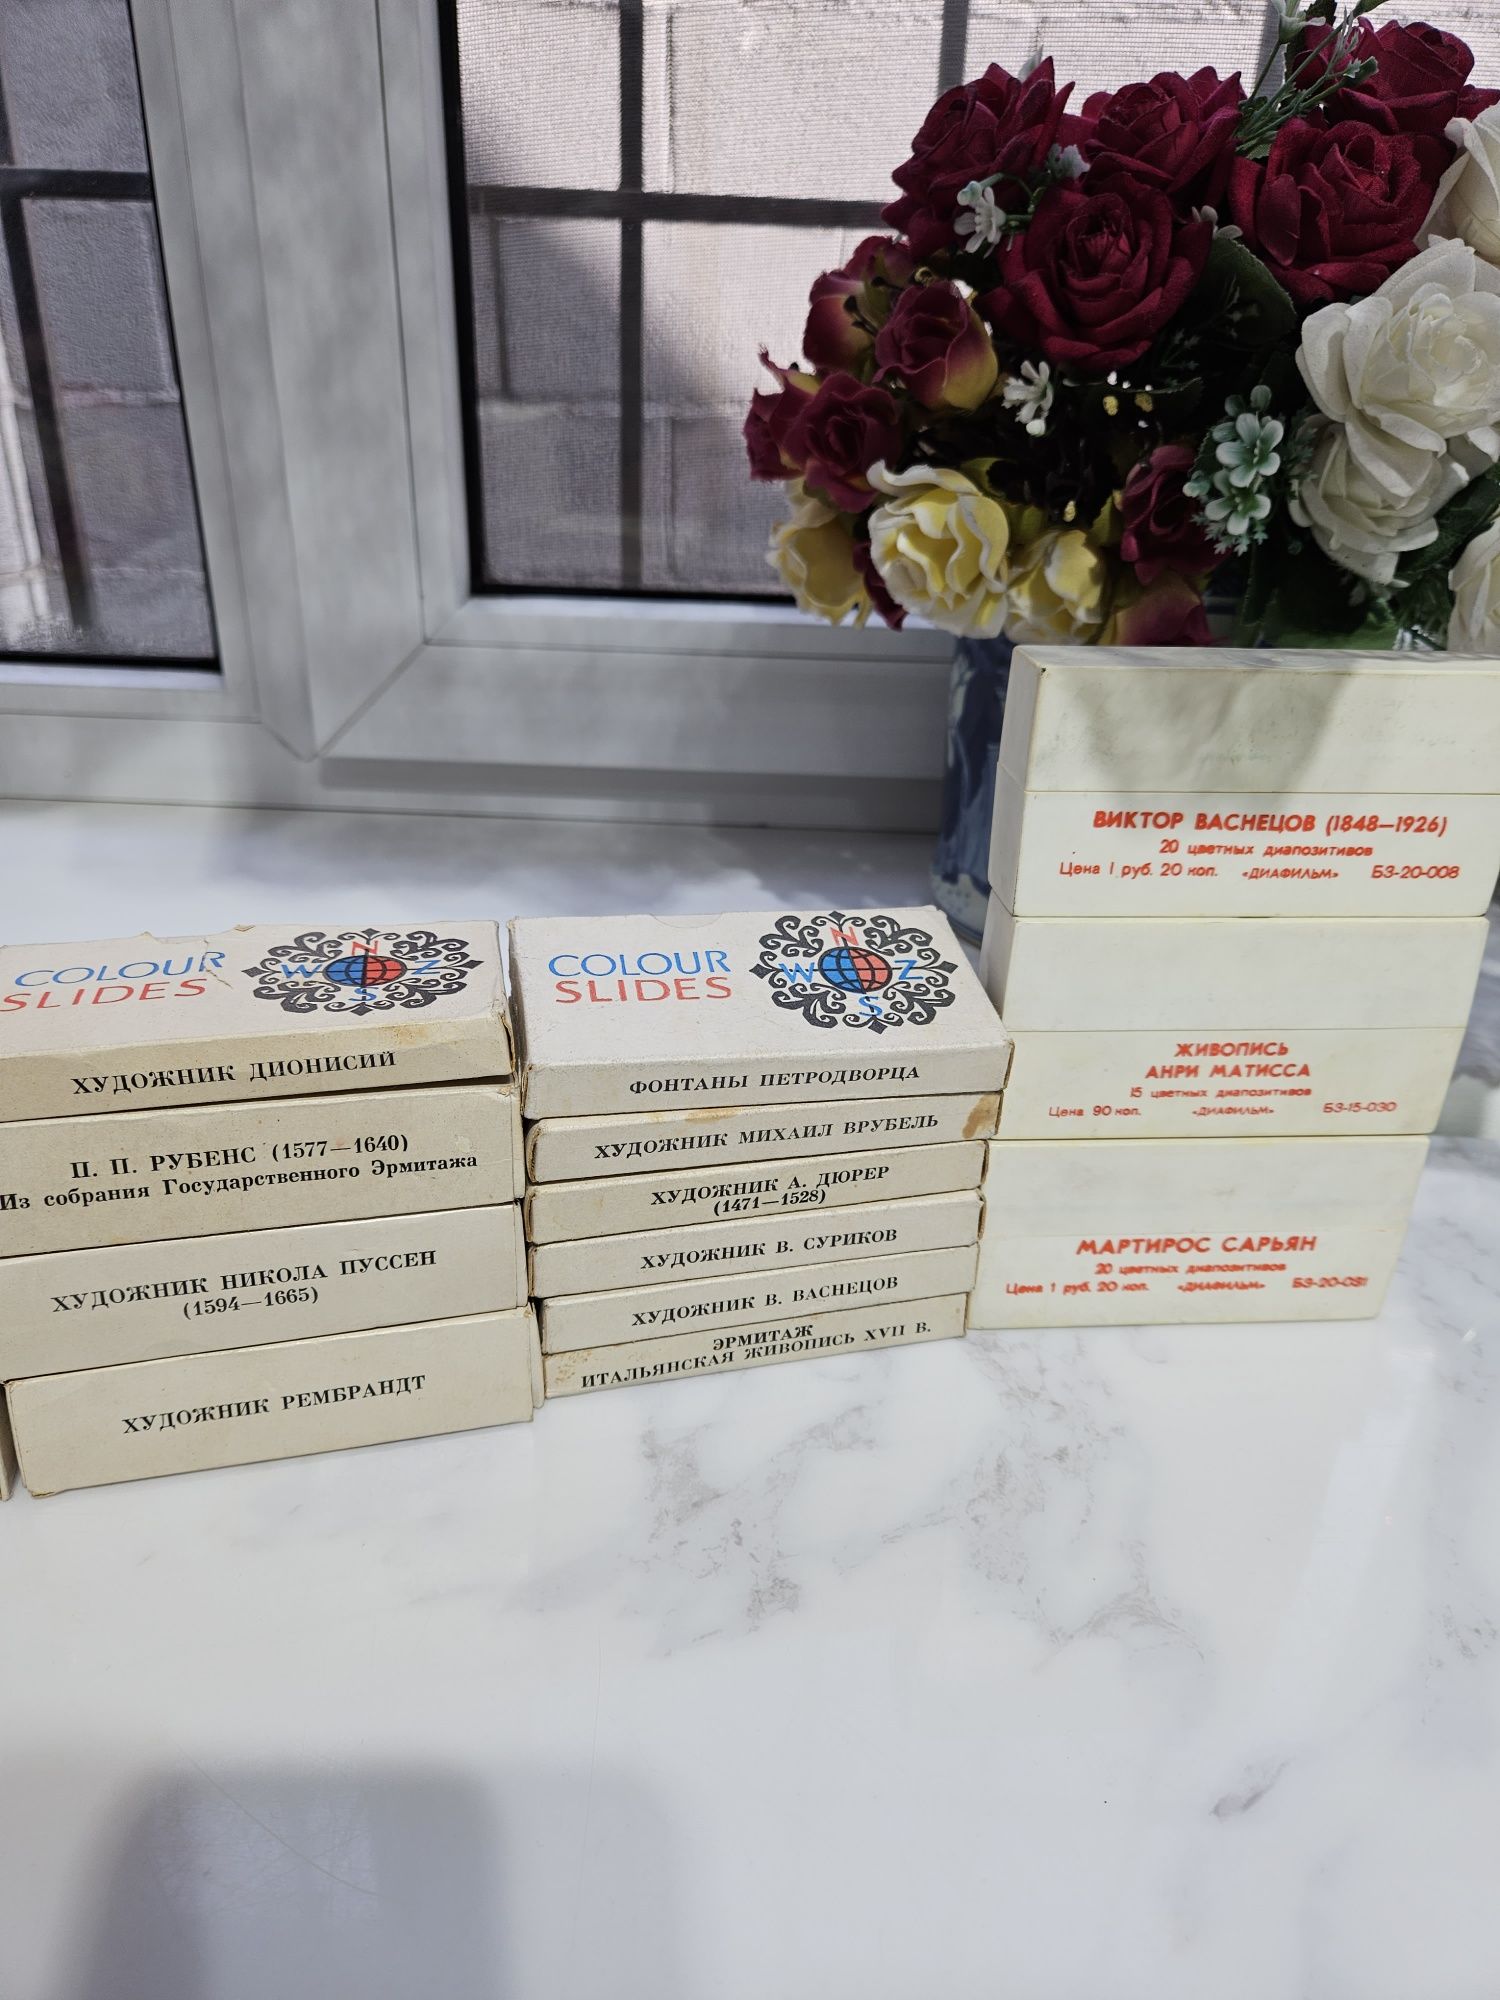 COLOUR
SLIDES
N
W Z
S
ХУДОЖНИК ДИОНИСИЙ
П. П. РУБЕНС (1577—1640)
Из собрания Государственного Эрмитажа
ХУДОЖНИК НИКОЛА ПУССЕН
(1594—1665)
ХУДОЖНИК РЕМБРАНДТ
COLOUR
SLIDES
N
W Z
S
ФОНТАНЫ ПЕТРОДВОРЦА
ХУДОЖНИК МИХАИЛ ВРУБЕЛЬ
ХУДОЖНИК А. ДЮРЕР
(1471—1528)
ХУДОЖНИК В. СУРИКОВ
ХУДОЖНИК В. ВАСНЕЦОВ
ЭРМИТАЖ
ИТАЛЬЯНСКАЯ ЖИВОПИСЬ XVII В.
ВИКТОР ВАСНЕЦОВ (1848—1926)
20 цветных диапозитивов
Цена 1 руб. 20 коп. «ДИАФИЛЬМ» БЗ-20-008
ЖИВОПИСЬ
АНРИ МАТИССА
15 цветных диапозитивов
Цена 90 коп. «ДИАФИЛЬМ» БЗ-15-030
МАРТИРОС САРЬЯН
20 цветных диапозитивов
Цена 1 руб. 20 коп. «ДИАФИЛЬМ» БЗ-20-031